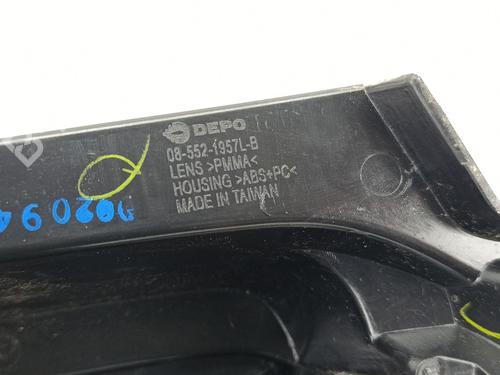 DEPO
08-552-1957L-B
LENS >PMMA<
HOUSING >ABS+PC<
MADE IN TAIWAN